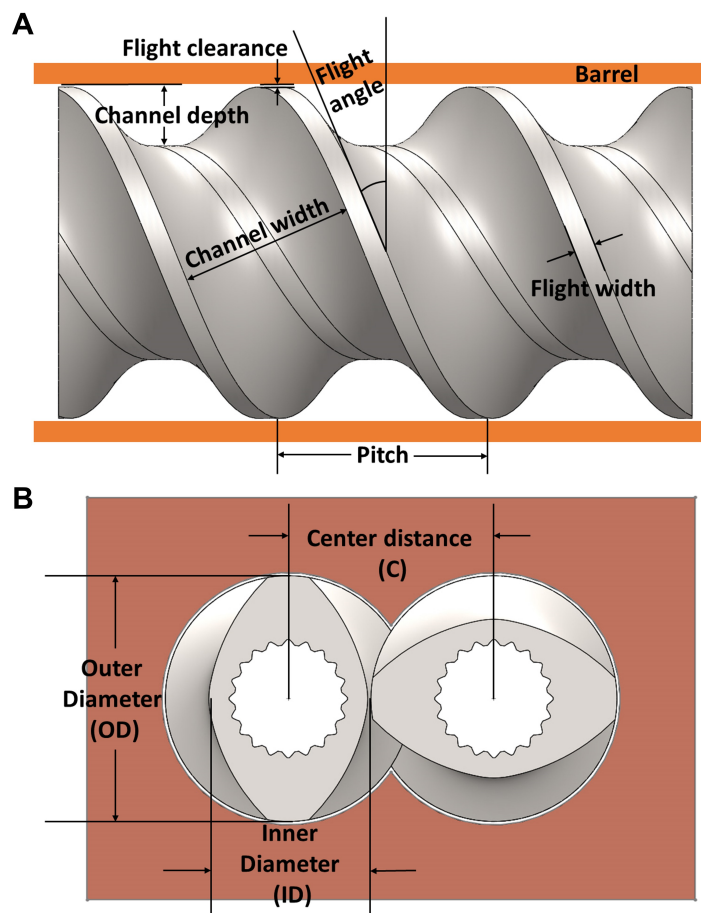 A
Flight clearance
Flight
angle
Barrel
Channel depth
Channel width
Flight width
Pitch
B
Center distance
(C)
Outer
Diameter
(OD)
Inner
Diameter
(ID)